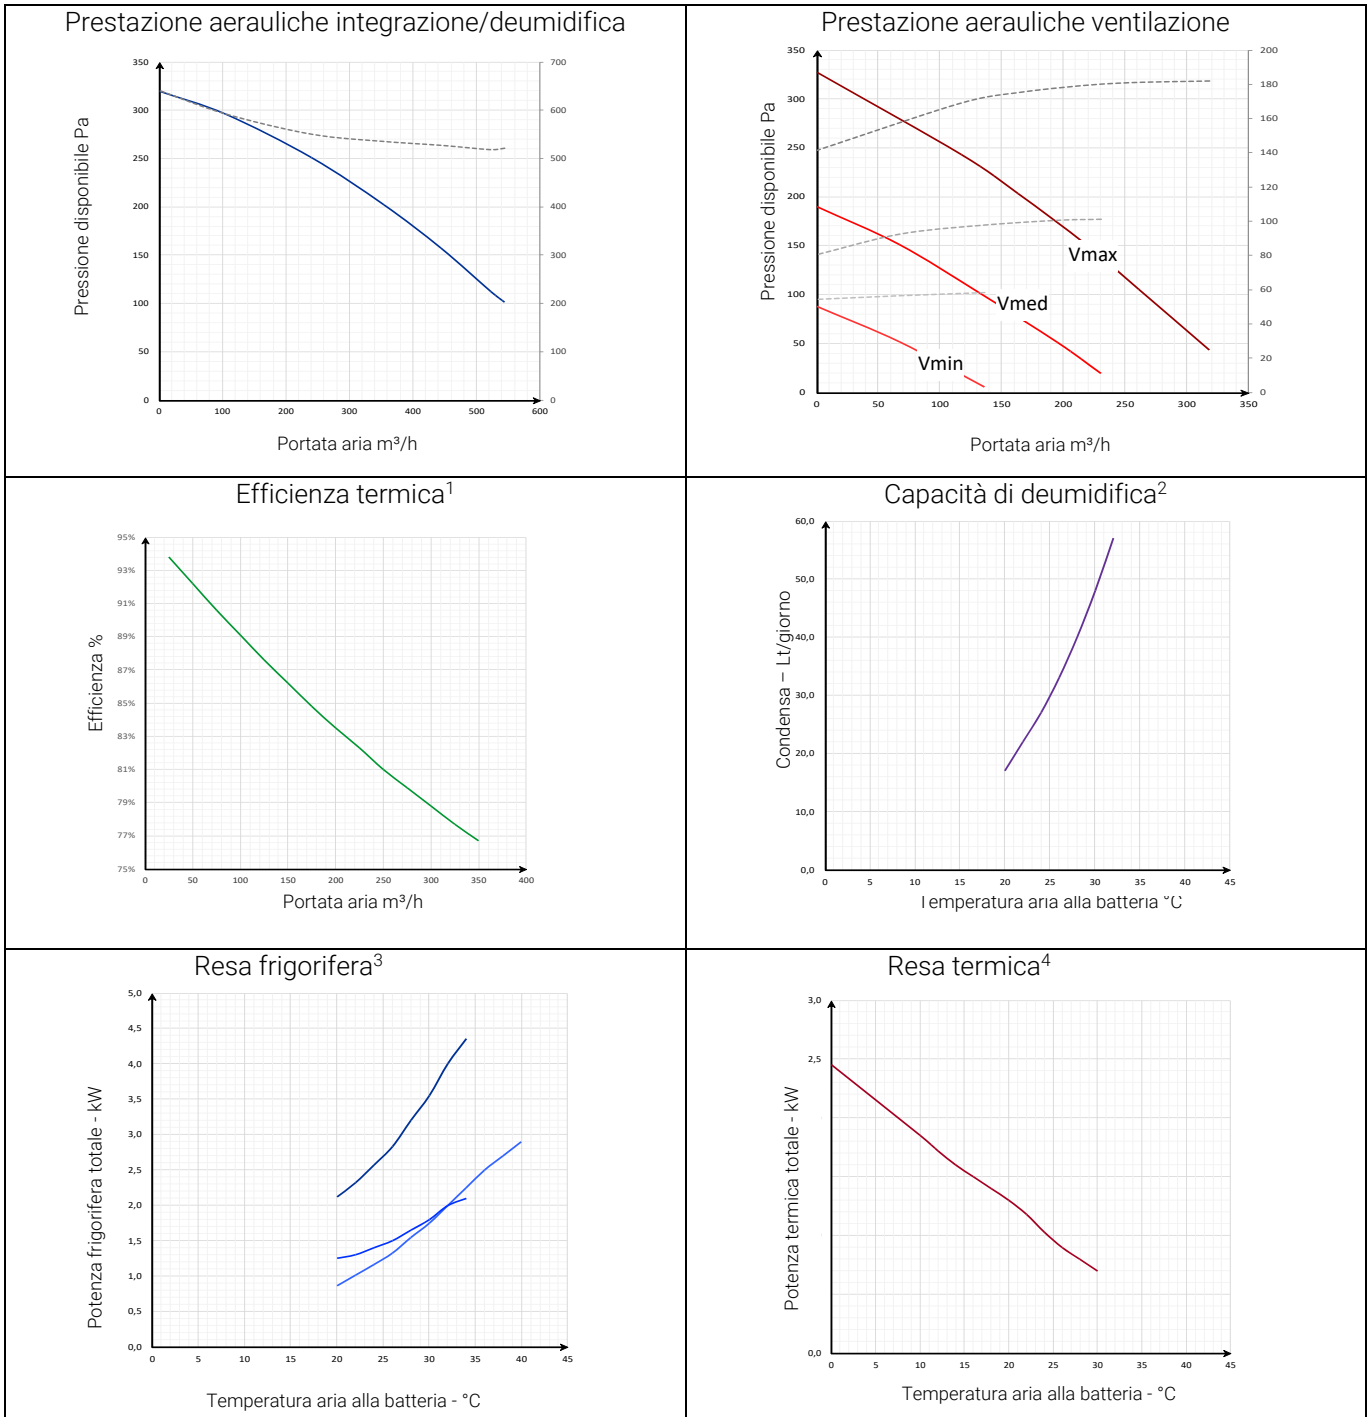 Prestazione aerauliche integrazione/deumidifica
350
300
250
200
150
100
50
0
700
600
500
400
300
200
100
0
0 100 200 300 400 500 600
Pressione disponibile Pa
Portata aria m³/h
Prestazione aerauliche ventilazione
350
300
250
200
150
100
50
0
200
180
160
140
120
100
80
60
40
20
0
0 50 100 150 200 250 300 350
Vmax
Vmed
Vmin
Pressione disponibile Pa
Portata aria m³/h
Efficienza termica¹
95%
93%
91%
89%
87%
85%
83%
81%
79%
77%
75%
0 50 100 150 200 250 300 350 400
Efficienza %
Portata aria m³/h
Capacità di deumidifica²
60,0
50,0
40,0
30,0
20,0
10,0
0,0
0 5 10 15 20 25 30 35 40 45
Condensa – Lt/giorno
Temperatura aria alla batteria °C
Resa frigorifera³
5,0
4,5
4,0
3,5
3,0
2,5
2,0
1,5
1,0
0,5
0,0
0 5 10 15 20 25 30 35 40 45
Potenza frigorifera totale - kW
Temperatura aria alla batteria - °C
Resa termica⁴
3,0
2,5
0,0
0 5 10 15 20 25 30 35 40 45
Potenza termica totale - kW
Temperatura aria alla batteria - °C